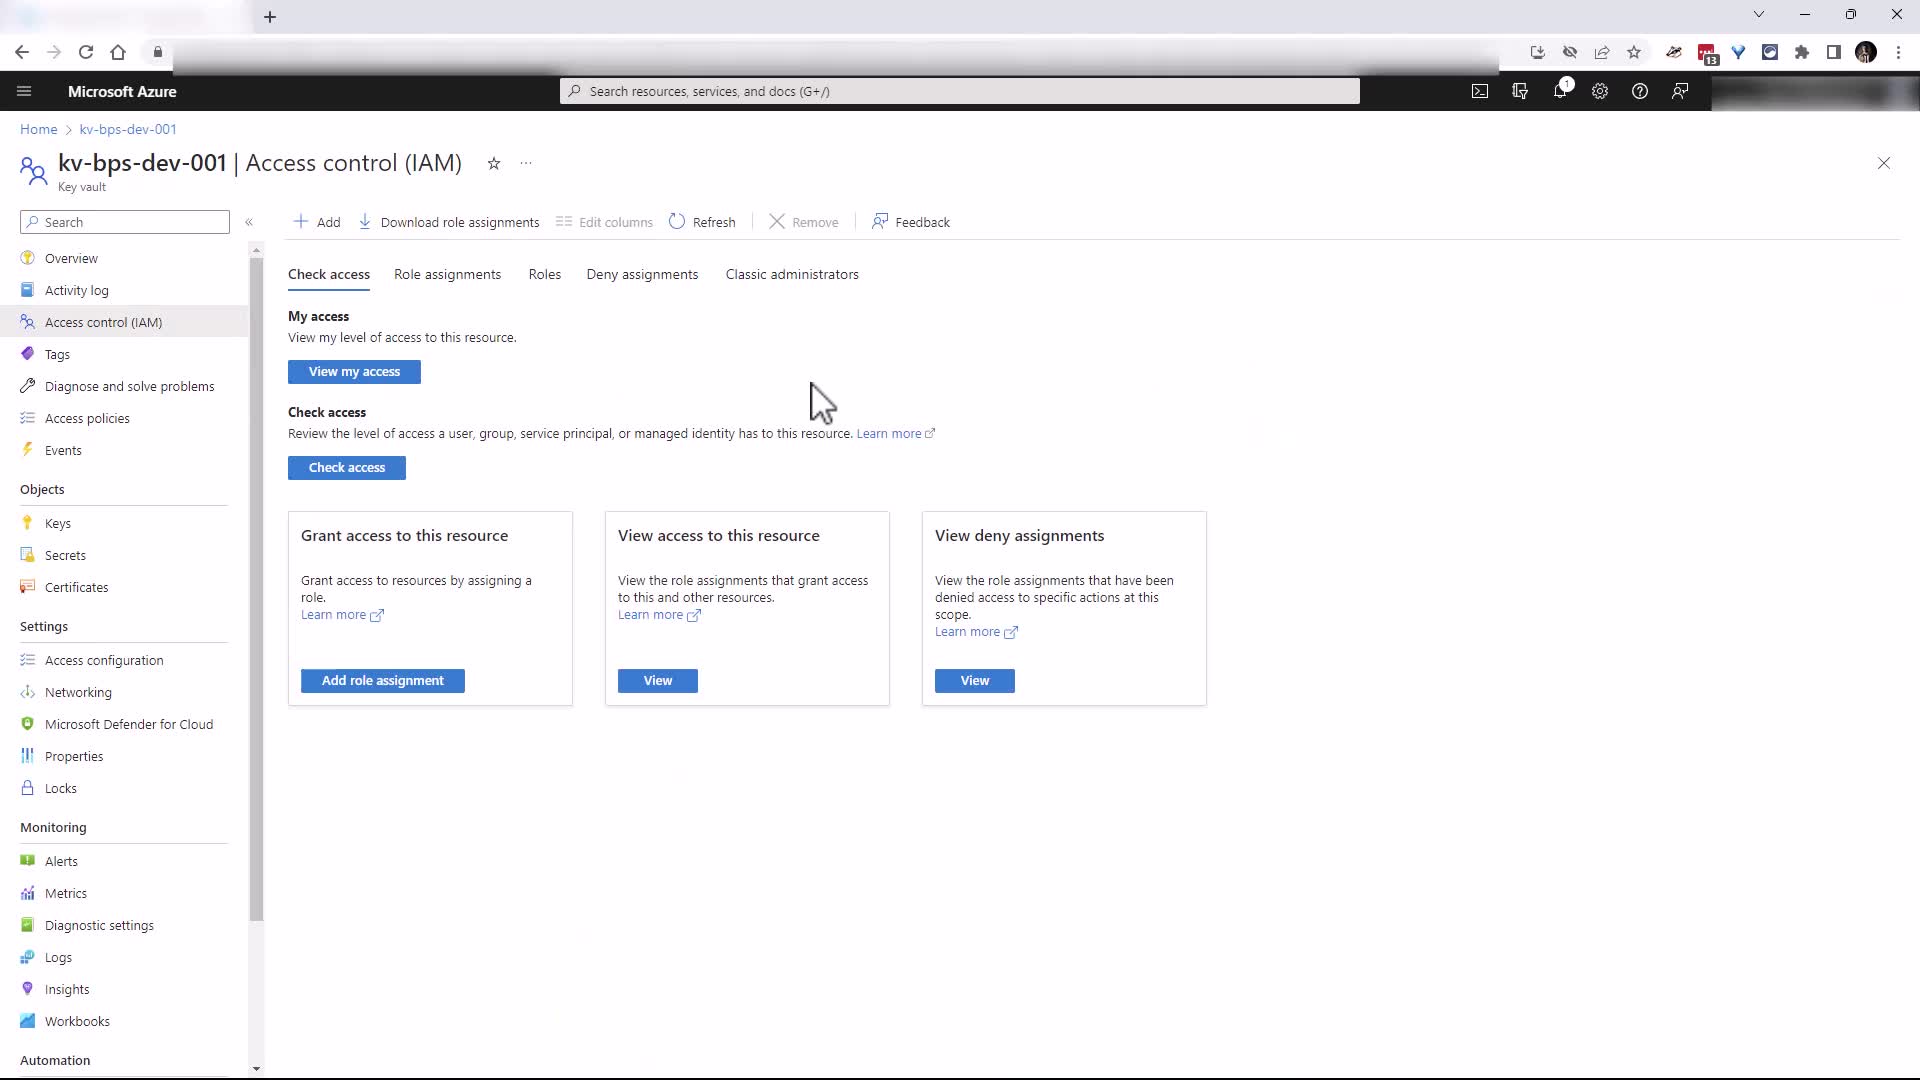 Microsoft Azure
Search resources, services, and docs (G+/)
1
13
Home > kv-bps-dev-001
kv-bps-dev-001 | Access control (IAM)
Key vault
Search
Overview
Activity log
Access control (IAM)
Tags
Diagnose and solve problems
Access policies
Events
Objects
Keys
Secrets
Certificates
Settings
Access configuration
Networking
Microsoft Defender for Cloud
Properties
Locks
Monitoring
Alerts
Metrics
Diagnostic settings
Logs
Insights
Workbooks
Automation
Add
Download role assignments
Edit columns
Refresh
Remove
Feedback
Check access
Role assignments
Roles
Deny assignments
Classic administrators
My access
View my level of access to this resource.
View my access
Check access
Review the level of access a user, group, service principal, or managed identity has to this resource. Learn more
Check access
Grant access to this resource
Grant access to resources by assigning a
role.
Learn more
Add role assignment
View access to this resource
View the role assignments that grant access
to this and other resources.
Learn more
View
View deny assignments
View the role assignments that have been
denied access to specific actions at this
scope.
Learn more
View